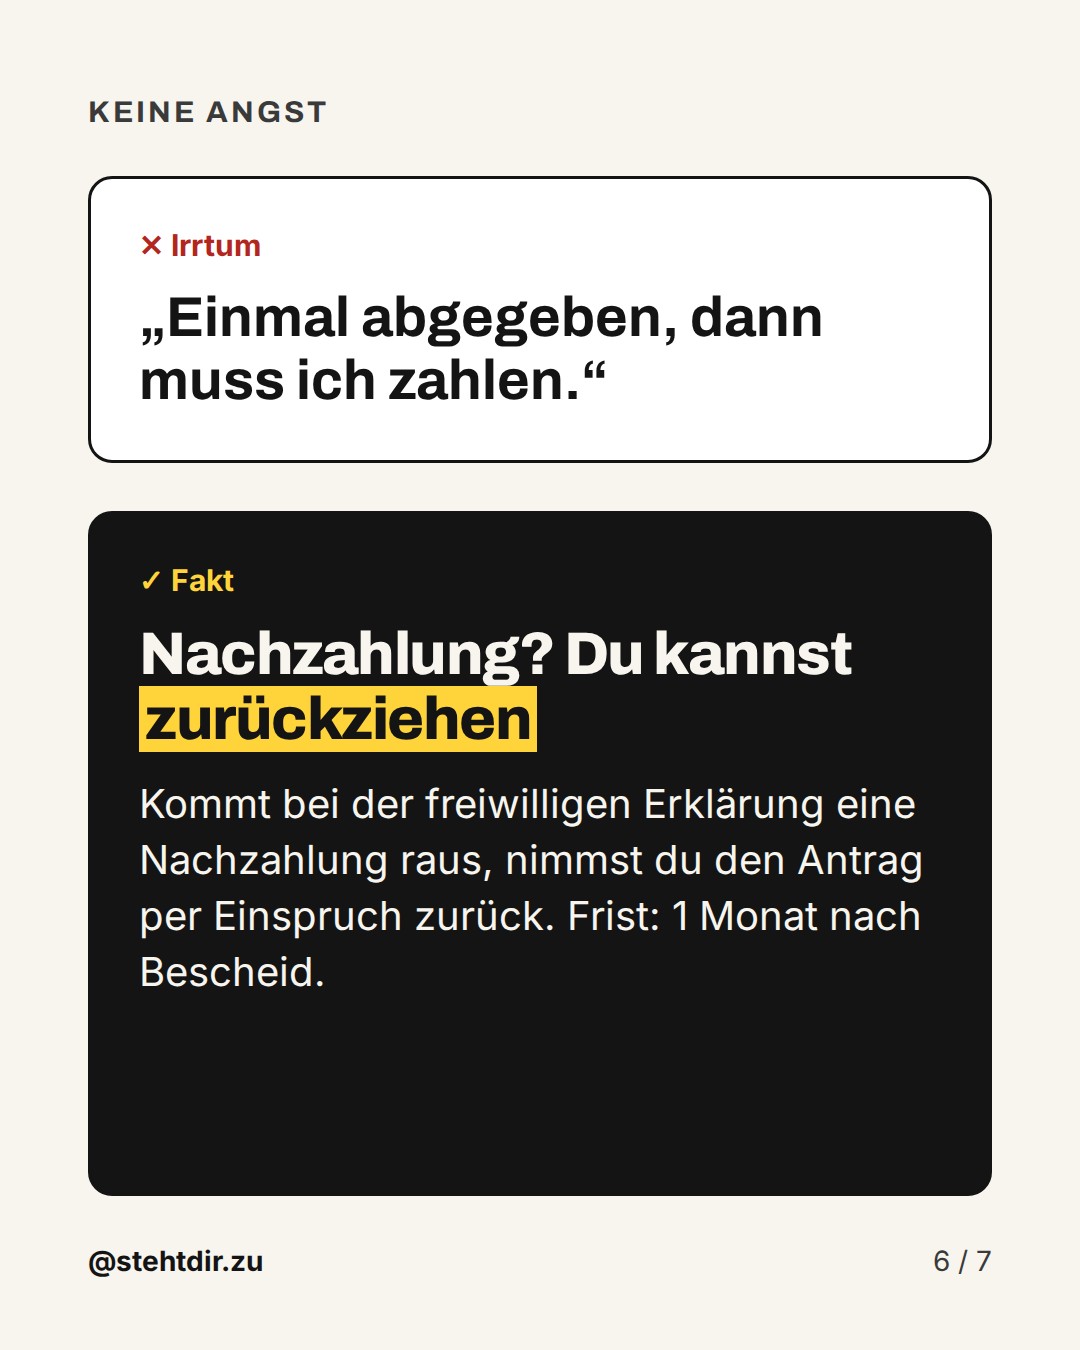 KEINE ANGST
✕ Irrtum
„Einmal abgegeben, dann
muss ich zahlen.“
✓ Fakt
Nachzahlung? Du kannst
zurückziehen
Kommt bei der freiwilligen Erklärung eine
Nachzahlung raus, nimmst du den Antrag
per Einspruch zurück. Frist: 1 Monat nach
Bescheid.
@stehtdir.zu
6 / 7